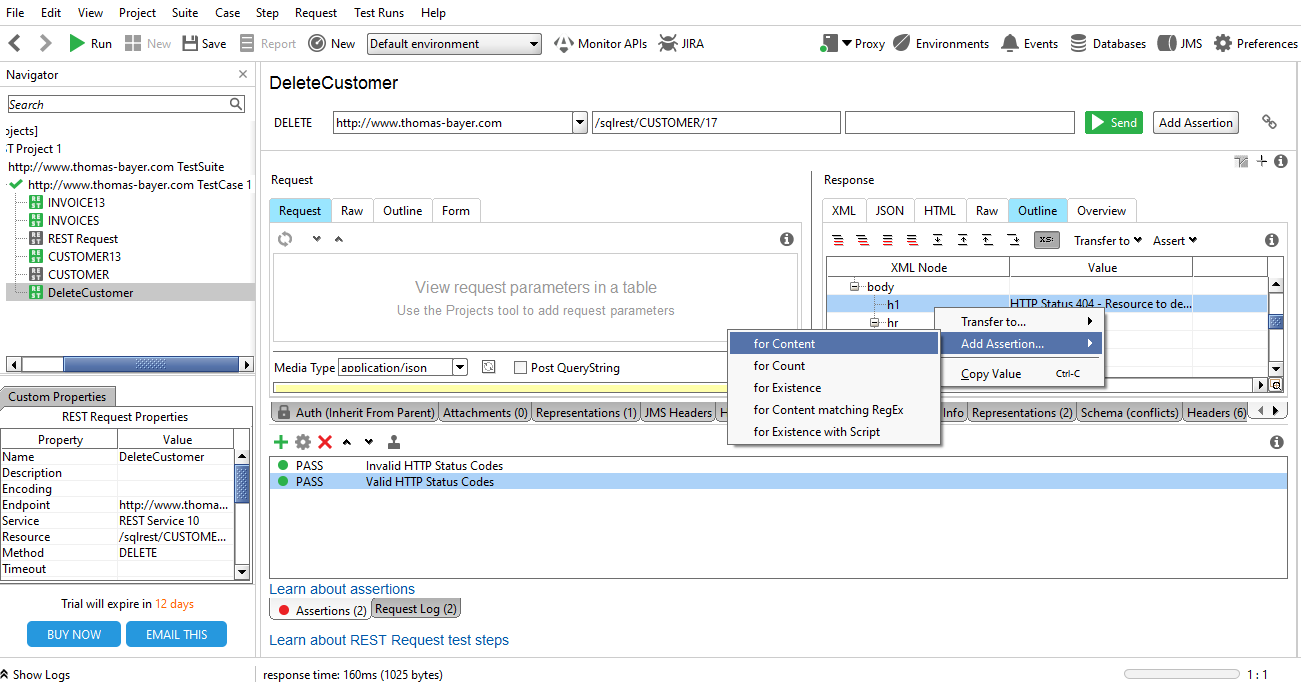 File Edit View Project Suite Case Step Request Test Runs Help
Run New Save Report New Default environment Monitor APIs JIRA Proxy Environments Events Databases JMS Preferences
Navigator
Search
ojects]
T Project 1
http://www.thomas-bayer.com TestSuite
http://www.thomas-bayer.com TestCase 1
INVOICE13
INVOICES
REST Request
CUSTOMER13
CUSTOMER
DeleteCustomer
Custom Properties
REST Request Properties
Property Value
Name DeleteCustomer
Description
Encoding
Endpoint http://www.thoma...
Service REST Service 10
Resource /sqlrest/CUSTOME...
Method DELETE
Timeout
Trial will expire in 12 days
BUY NOW EMAIL THIS
DeleteCustomer
DELETE http://www.thomas-bayer.com /sqlrest/CUSTOMER/17 Send Add Assertion
Request
Request Raw Outline Form
View request parameters in a table
Use the Projects tool to add request parameters
Media Type application/json Post QueryString
Response
XML JSON HTML Raw Outline Overview
XS: Transfer to Assert
XML Node Value
body
h1 HTTP Status 404 - Resource to de...
hr
Transfer to...
Add Assertion...
Copy Value Ctrl-C
for Content
for Count
for Existence
for Content matching RegEx
for Existence with Script
Auth (Inherit From Parent) Attachments (0) Representations (1) JMS Headers H Info Representations (2) Schema (conflicts) Headers (6)
PASS Invalid HTTP Status Codes
PASS Valid HTTP Status Codes
Learn about assertions
Assertions (2) Request Log (2)
Learn about REST Request test steps
Show Logs response time: 160ms (1025 bytes) 1 : 1